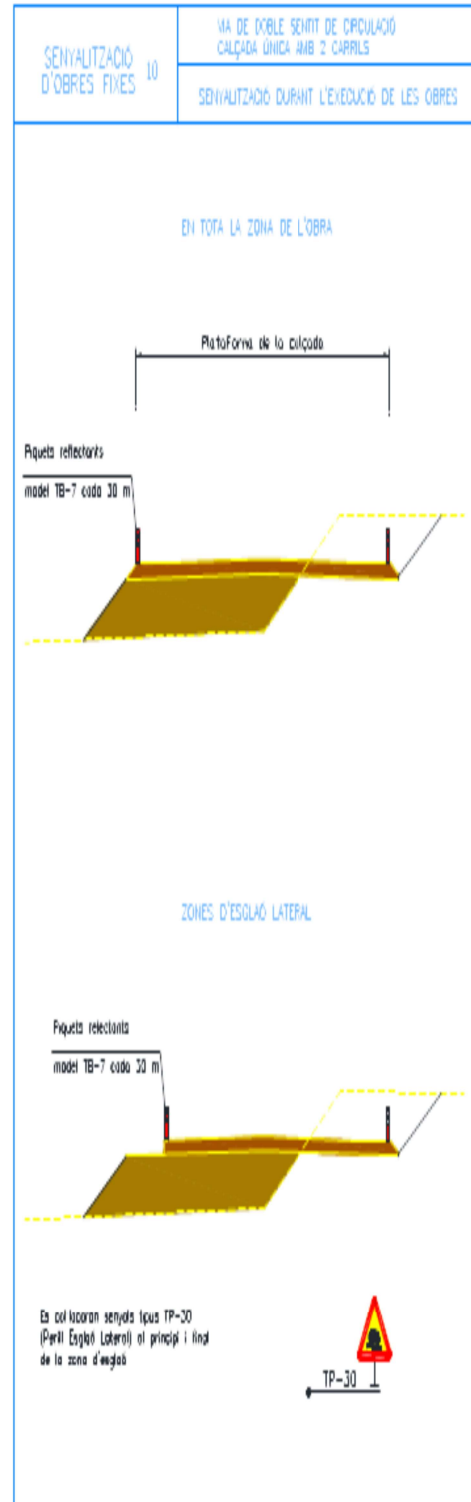 SENYALITZACIÓ
D'OBRES FIXES 10
VIA DE DOBLE SENTIT DE CIRCULACIÓ
CALÇADA ÚNICA AMB 2 CARRILS
SENYALITZACIÓ DURANT L'EXECUCIÓ DE LES OBRES
EN TOTA LA ZONA DE L'OBRA
Plataforma de la calçada
Piquets reflectants
model TB-7 cada 30 m
ZONES D'ESGLAÓ LATERAL
Piquets relectants
model TB-7 cada 30 m
Es col·locaran senyals tipus TP-30
(Perill Esglaó Lateral) al principi i final
de la zona d'esglaó
TP-30